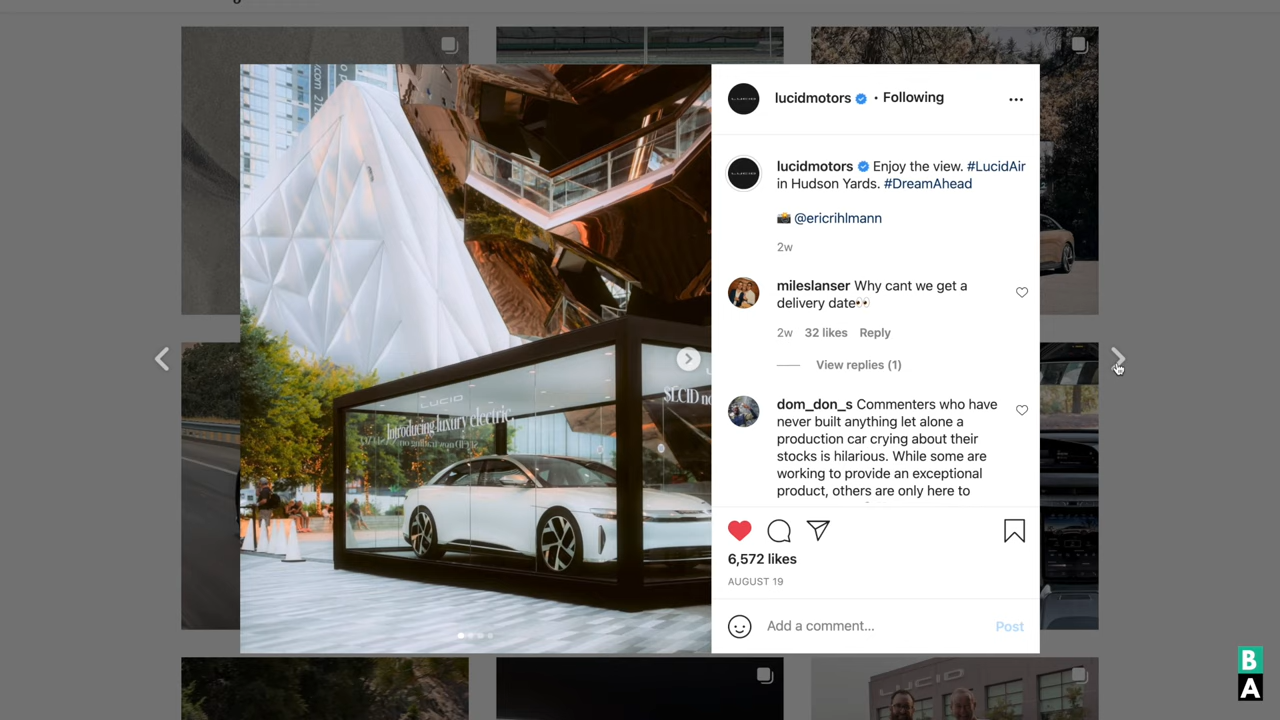 lucidmotors • Following
lucidmotors Enjoy the view. #LucidAir
in Hudson Yards. #DreamAhead
@ericrihlmann
2w
mileslanser Why cant we get a
delivery date👀
2w 32 likes Reply
View replies (1)
dom_don_s Commenters who have
never built anything let alone a
production car crying about their
stocks is hilarious. While some are
working to provide an exceptional
product, others are only here to
6,572 likes
AUGUST 19
Add a comment... Post
LUCID
Introducing luxury electric.
LUCID
B
A